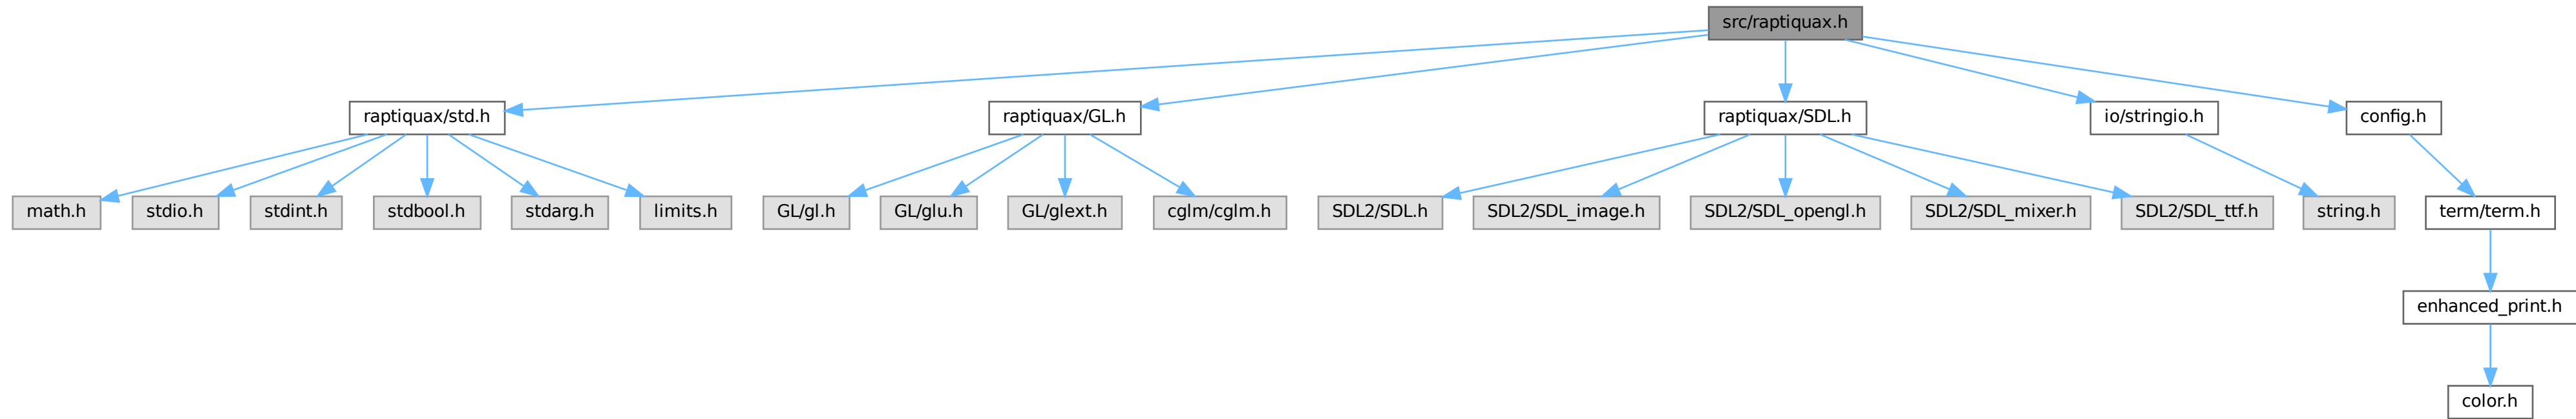 src/raptiquax.h
raptiquax/std.h
raptiquax/GL.h
raptiquax/SDL.h
io/stringio.h
config.h
math.h
stdio.h
stdint.h
stdbool.h
stdarg.h
limits.h
GL/gl.h
GL/glu.h
GL/glext.h
cglm/cglm.h
SDL2/SDL.h
SDL2/SDL_image.h
SDL2/SDL_opengl.h
SDL2/SDL_mixer.h
SDL2/SDL_ttf.h
string.h
term/term.h
enhanced_print.h
color.h